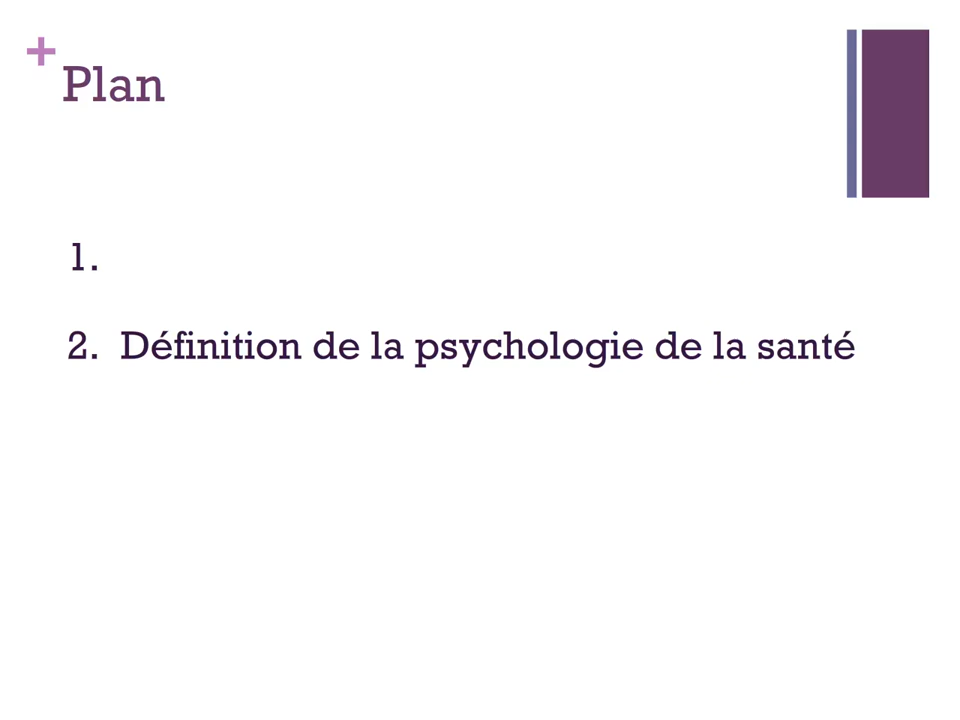 +
Plan
1.
2. Définition de la psychologie de la santé